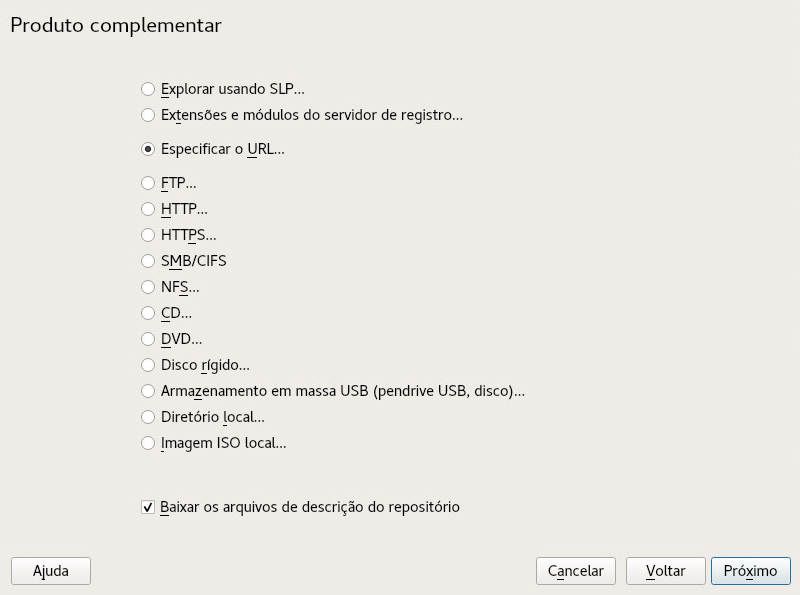 Produto complementar
Explorar usando SLP...
Extensões e módulos do servidor de registro...
Especificar o URL...
FTP...
HTTP...
HTTPS...
SMB/CIFS
NFS...
CD...
DVD...
Disco rígido...
Armazenamento em massa USB (pendrive USB, disco)...
Diretório local...
Imagem ISO local...
Baixar os arquivos de descrição do repositório
Ajuda Cancelar Voltar Próximo